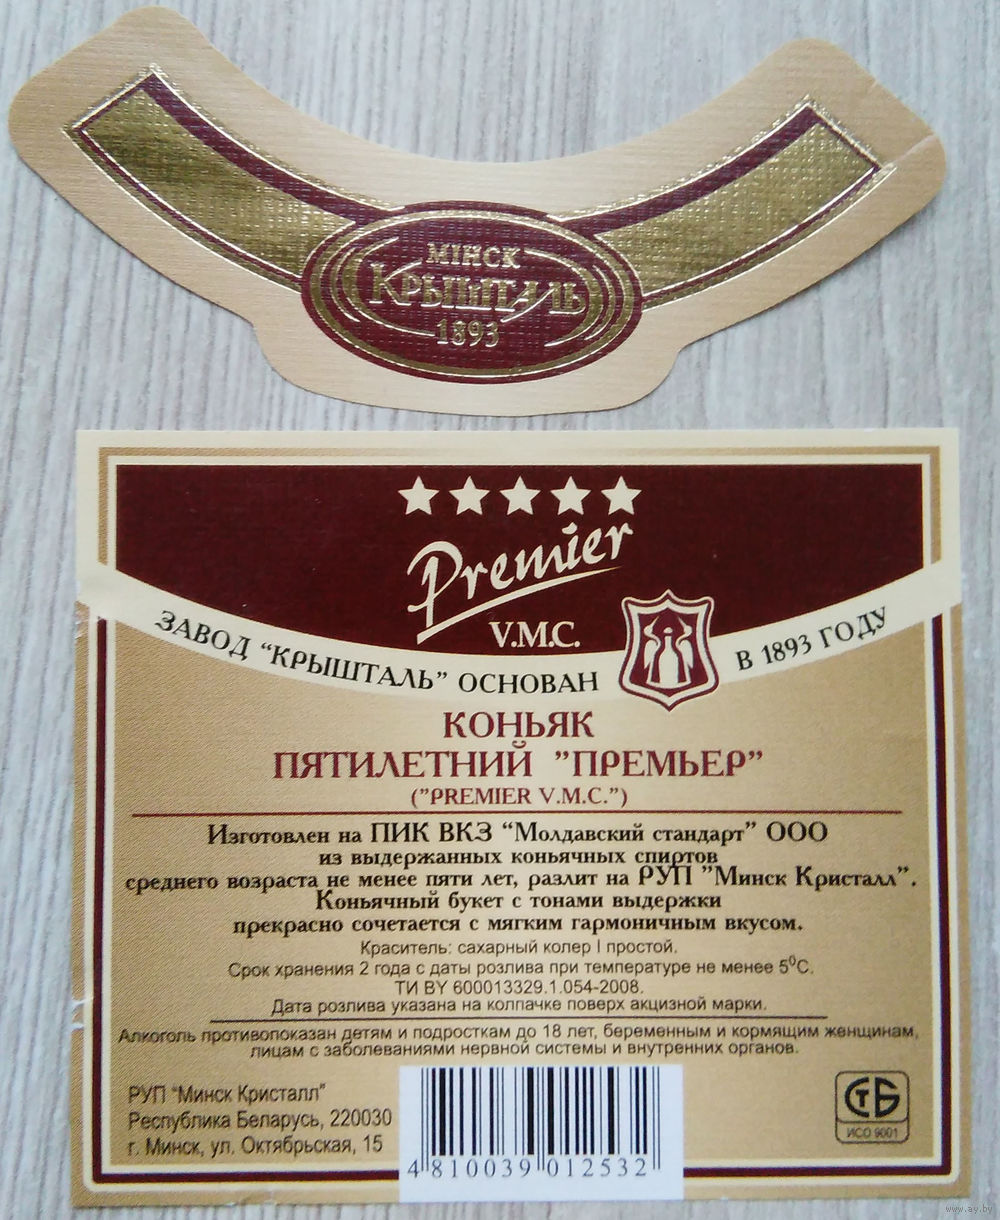 МІНСК
КРЫШТАЛЬ
1893
Premier
V.M.C.
ЗАВОД “КРЫШТАЛЬ” ОСНОВАН В 1893 ГОДУ
КОНЬЯК
ПЯТИЛЕТНИЙ ”ПРЕМЬЕР”
(”PREMIER V.M.C.”)
Изготовлен на ПИК ВКЗ “Молдавский стандарт” ООО
из выдержанных коньячных спиртов
среднего возраста не менее пяти лет, разлит на РУП ”Минск Кристалл”.
Коньячный букет с тонами выдержки
прекрасно сочетается с мягким гармоничным вкусом.
Краситель: сахарный колер I простой.
Срок хранения 2 года с даты розлива при температуре не менее 5⁰С.
ТИ BY 600013329.1.054-2008.
Дата розлива указана на колпачке поверх акцизной марки.
Алкоголь противопоказан детям и подросткам до 18 лет, беременным и кормящим женщинам,
лицам с заболеваниями нервной системы и внутренних органов.
РУП “Минск Кристалл”
Республика Беларусь, 220030
г. Минск, ул. Октябрьская, 15
4 810039 012532
СТБ
ИСО 9001
www.ay.by